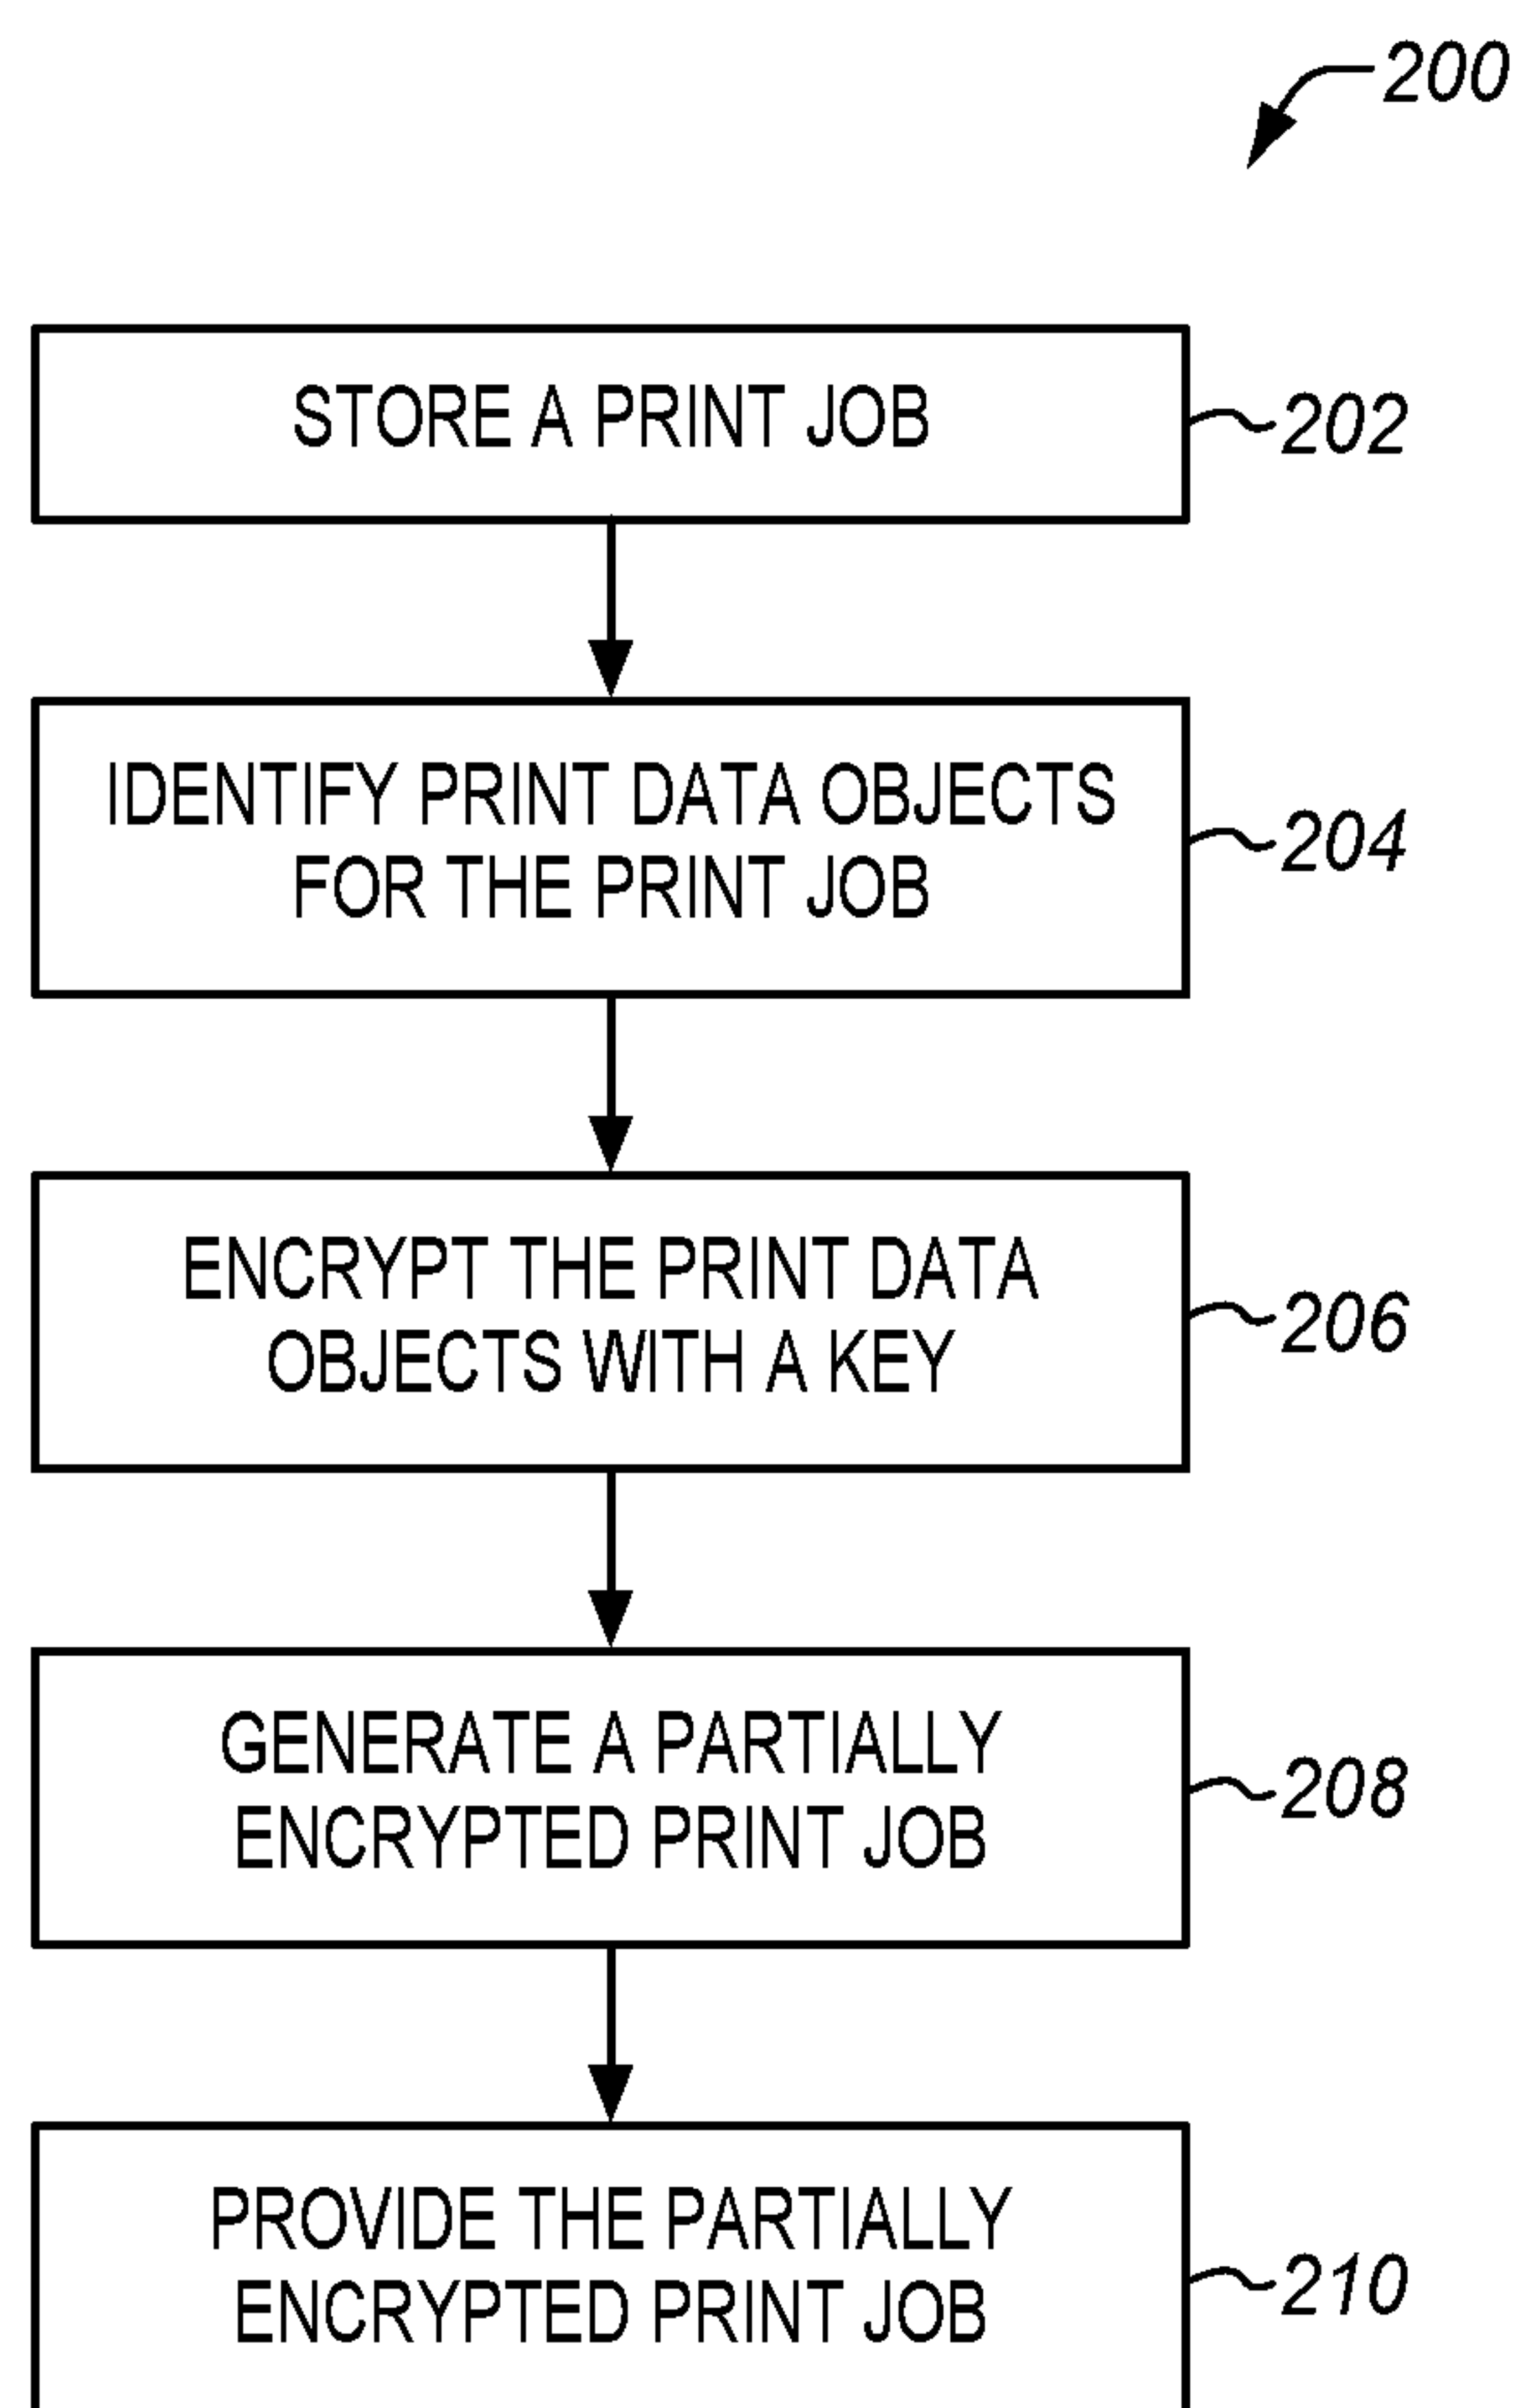 200
STORE A PRINT JOB
202
IDENTIFY PRINT DATA OBJECTS
FOR THE PRINT JOB
204
ENCRYPT THE PRINT DATA
OBJECTS WITH A KEY
206
GENERATE A PARTIALLY
ENCRYPTED PRINT JOB
208
PROVIDE THE PARTIALLY
ENCRYPTED PRINT JOB
210